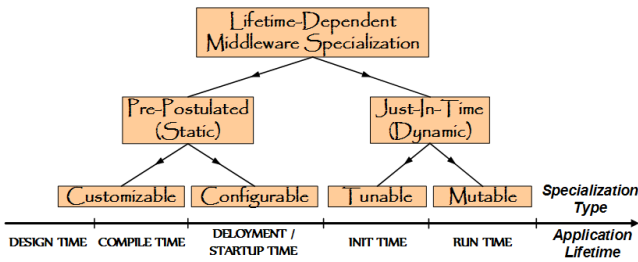 Lifetime-Dependent
Middleware Specialization
Pre-Postulated
(Static)
Just-In-Time
(Dynamic)
Customizable
Configurable
Tunable
Mutable
Specialization
Type
DESIGN TIME
COMPILE TIME
DELOYMENT /
STARTUP TIME
INIT TIME
RUN TIME
Application
Lifetime